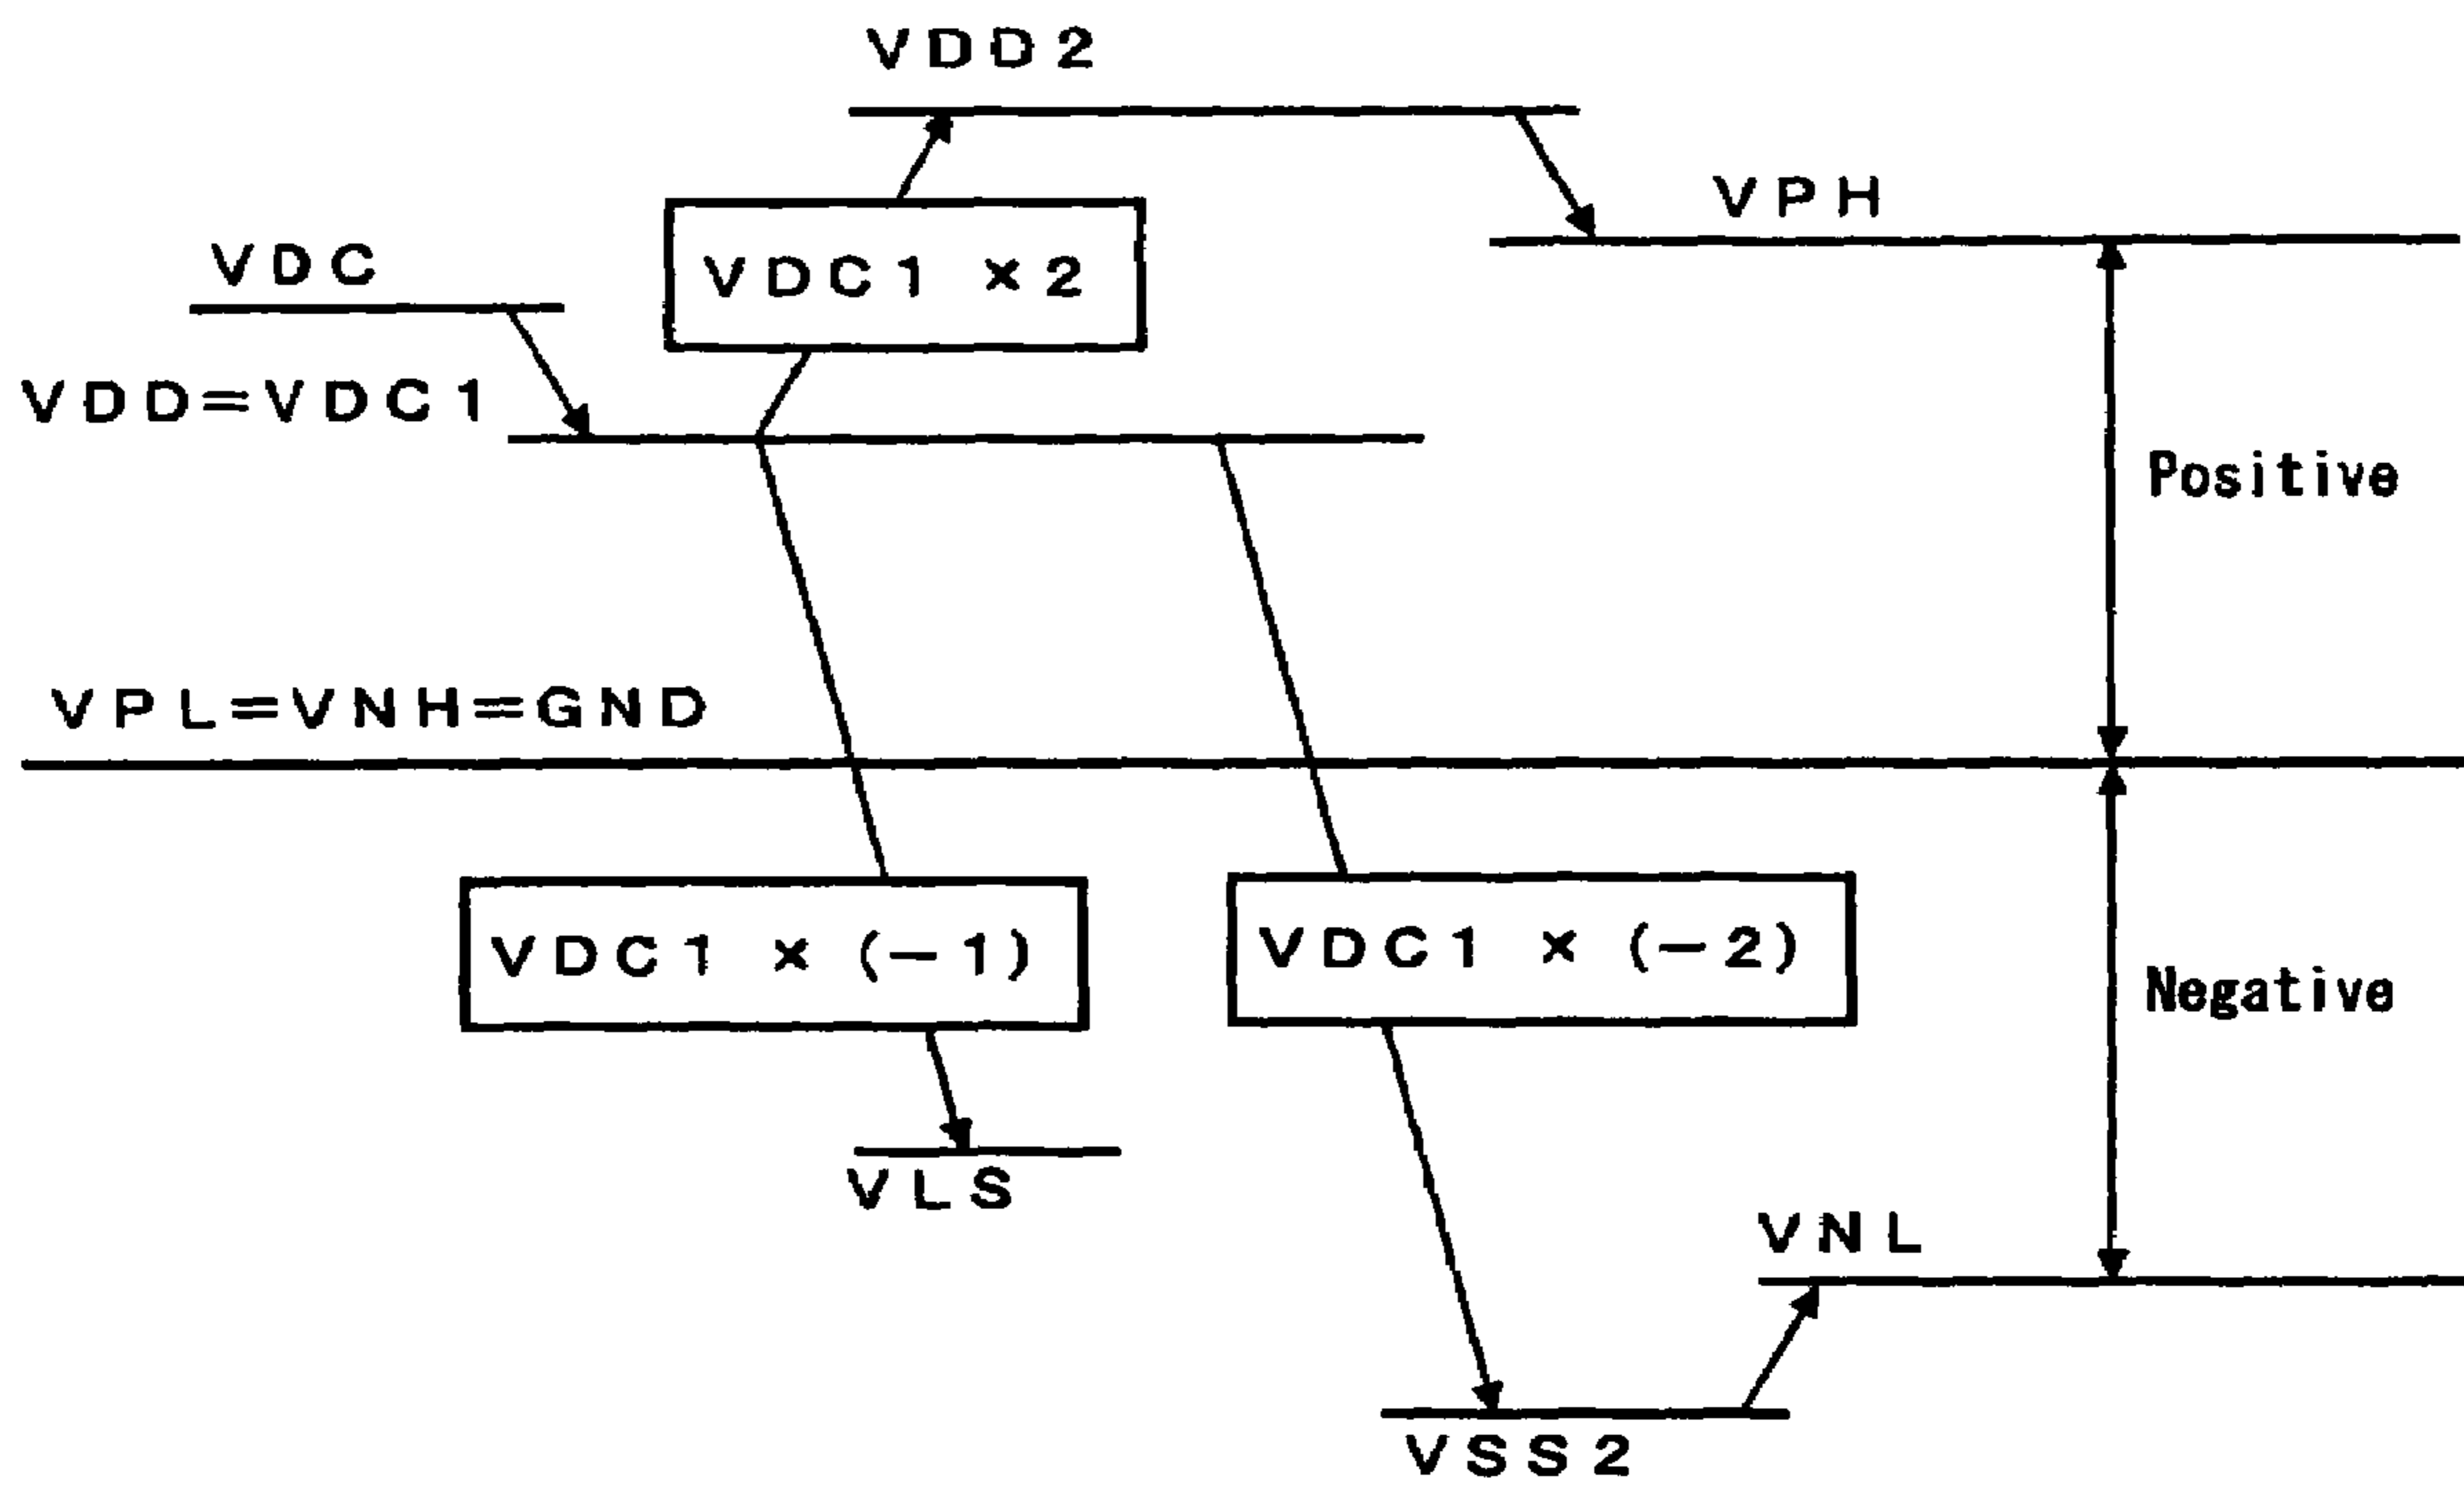 VDD2
VPH
VDC
VDC1 ×2
VDD=VDC1
Positive
VPL=VNH=GND
VDC1 × (−1)
VDC1 × (−2)
Negative
VLS
VNL
VSS2